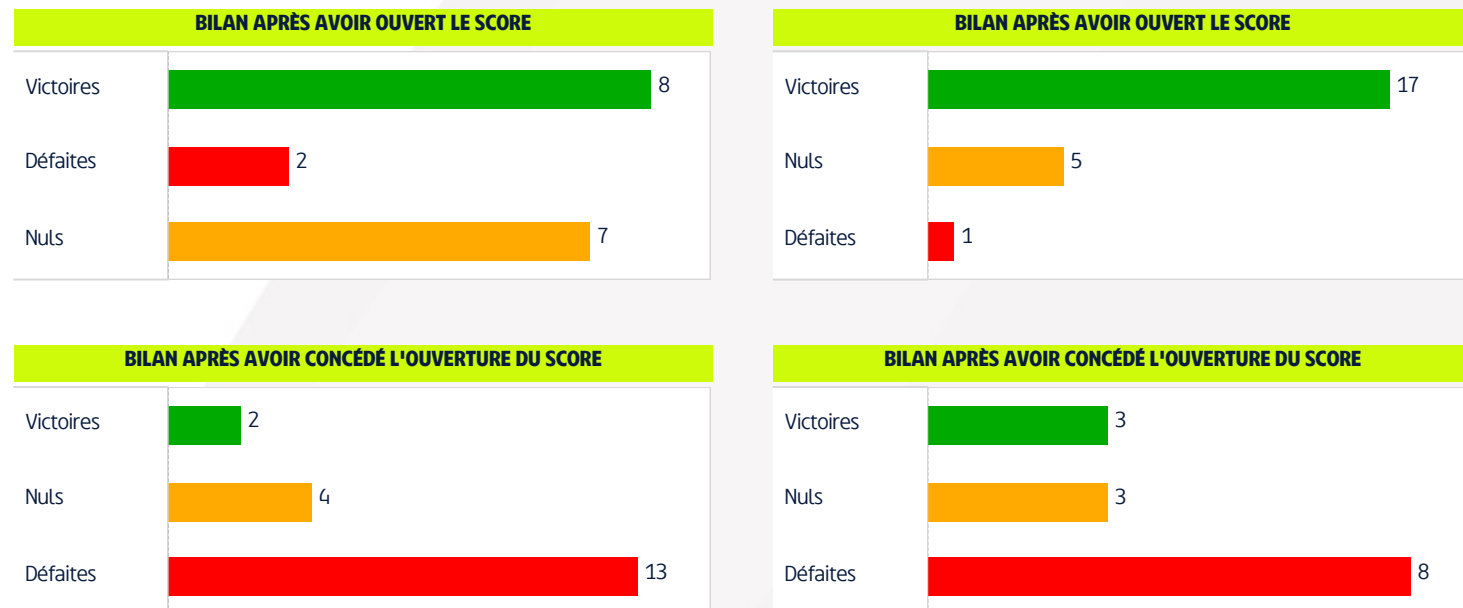 BILAN APRÈS AVOIR OUVERT LE SCORE
Victoires 8
Défaites 2
Nuls 7
BILAN APRÈS AVOIR OUVERT LE SCORE
Victoires 17
Nuls 5
Défaites 1
BILAN APRÈS AVOIR CONCÉDÉ L'OUVERTURE DU SCORE
Victoires 2
Nuls 4
Défaites 13
BILAN APRÈS AVOIR CONCÉDÉ L'OUVERTURE DU SCORE
Victoires 3
Nuls 3
Défaites 8